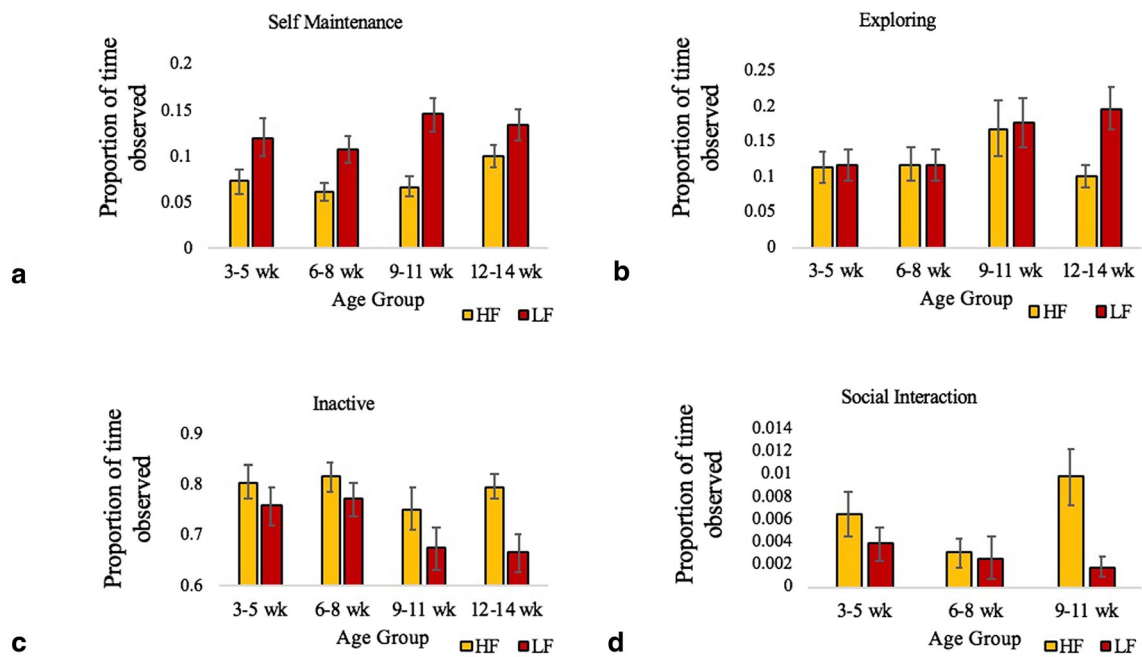 Self Maintenance
Proportion of time
observed
0.2
0.15
0.1
0.05
0
3-5 wk 6-8 wk 9-11 wk 12-14 wk
Age Group
HF LF
a
Exploring
Proportion of time
observed
0.25
0.2
0.15
0.1
0.05
0
3-5 wk 6-8 wk 9-11 wk 12-14 wk
Age Group
HF LF
b
Inactive
Proportion of time
observed
0.9
0.8
0.7
0.6
3-5 wk 6-8 wk 9-11 wk 12-14 wk
Age Group
HF LF
c
Social Interaction
Proportion of time
observed
0.014
0.012
0.01
0.008
0.006
0.004
0.002
0
3-5 wk 6-8 wk 9-11 wk
Age Group
HF LF
d